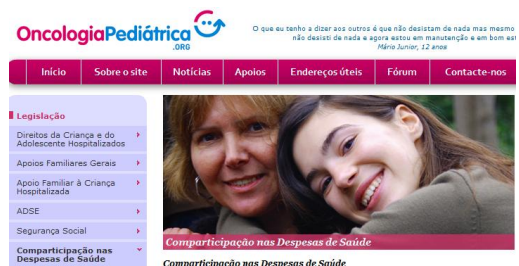 OncologiaPediátrica
.ORG
O que eu tenho a dizer aos outros é que não desistam de nada mas mesmo
não desisti de nada e agora estou em manutenção e em bom est
Mário Junior, 12 anos
Início Sobre o site Notícias Apoios Endereços úteis Fórum Contacte-nos
Legislação
Direitos da Criança e do
Adolescente Hospitalizados
Apoios Familiares Gerais
Apoio Familiar à Criança
Hospitalizada
ADSE
Segurança Social
Comparticipação nas
Despesas de Saúde
Comparticipação nas Despesas de Saúde
Comparticipação nas Despesas de Saúde